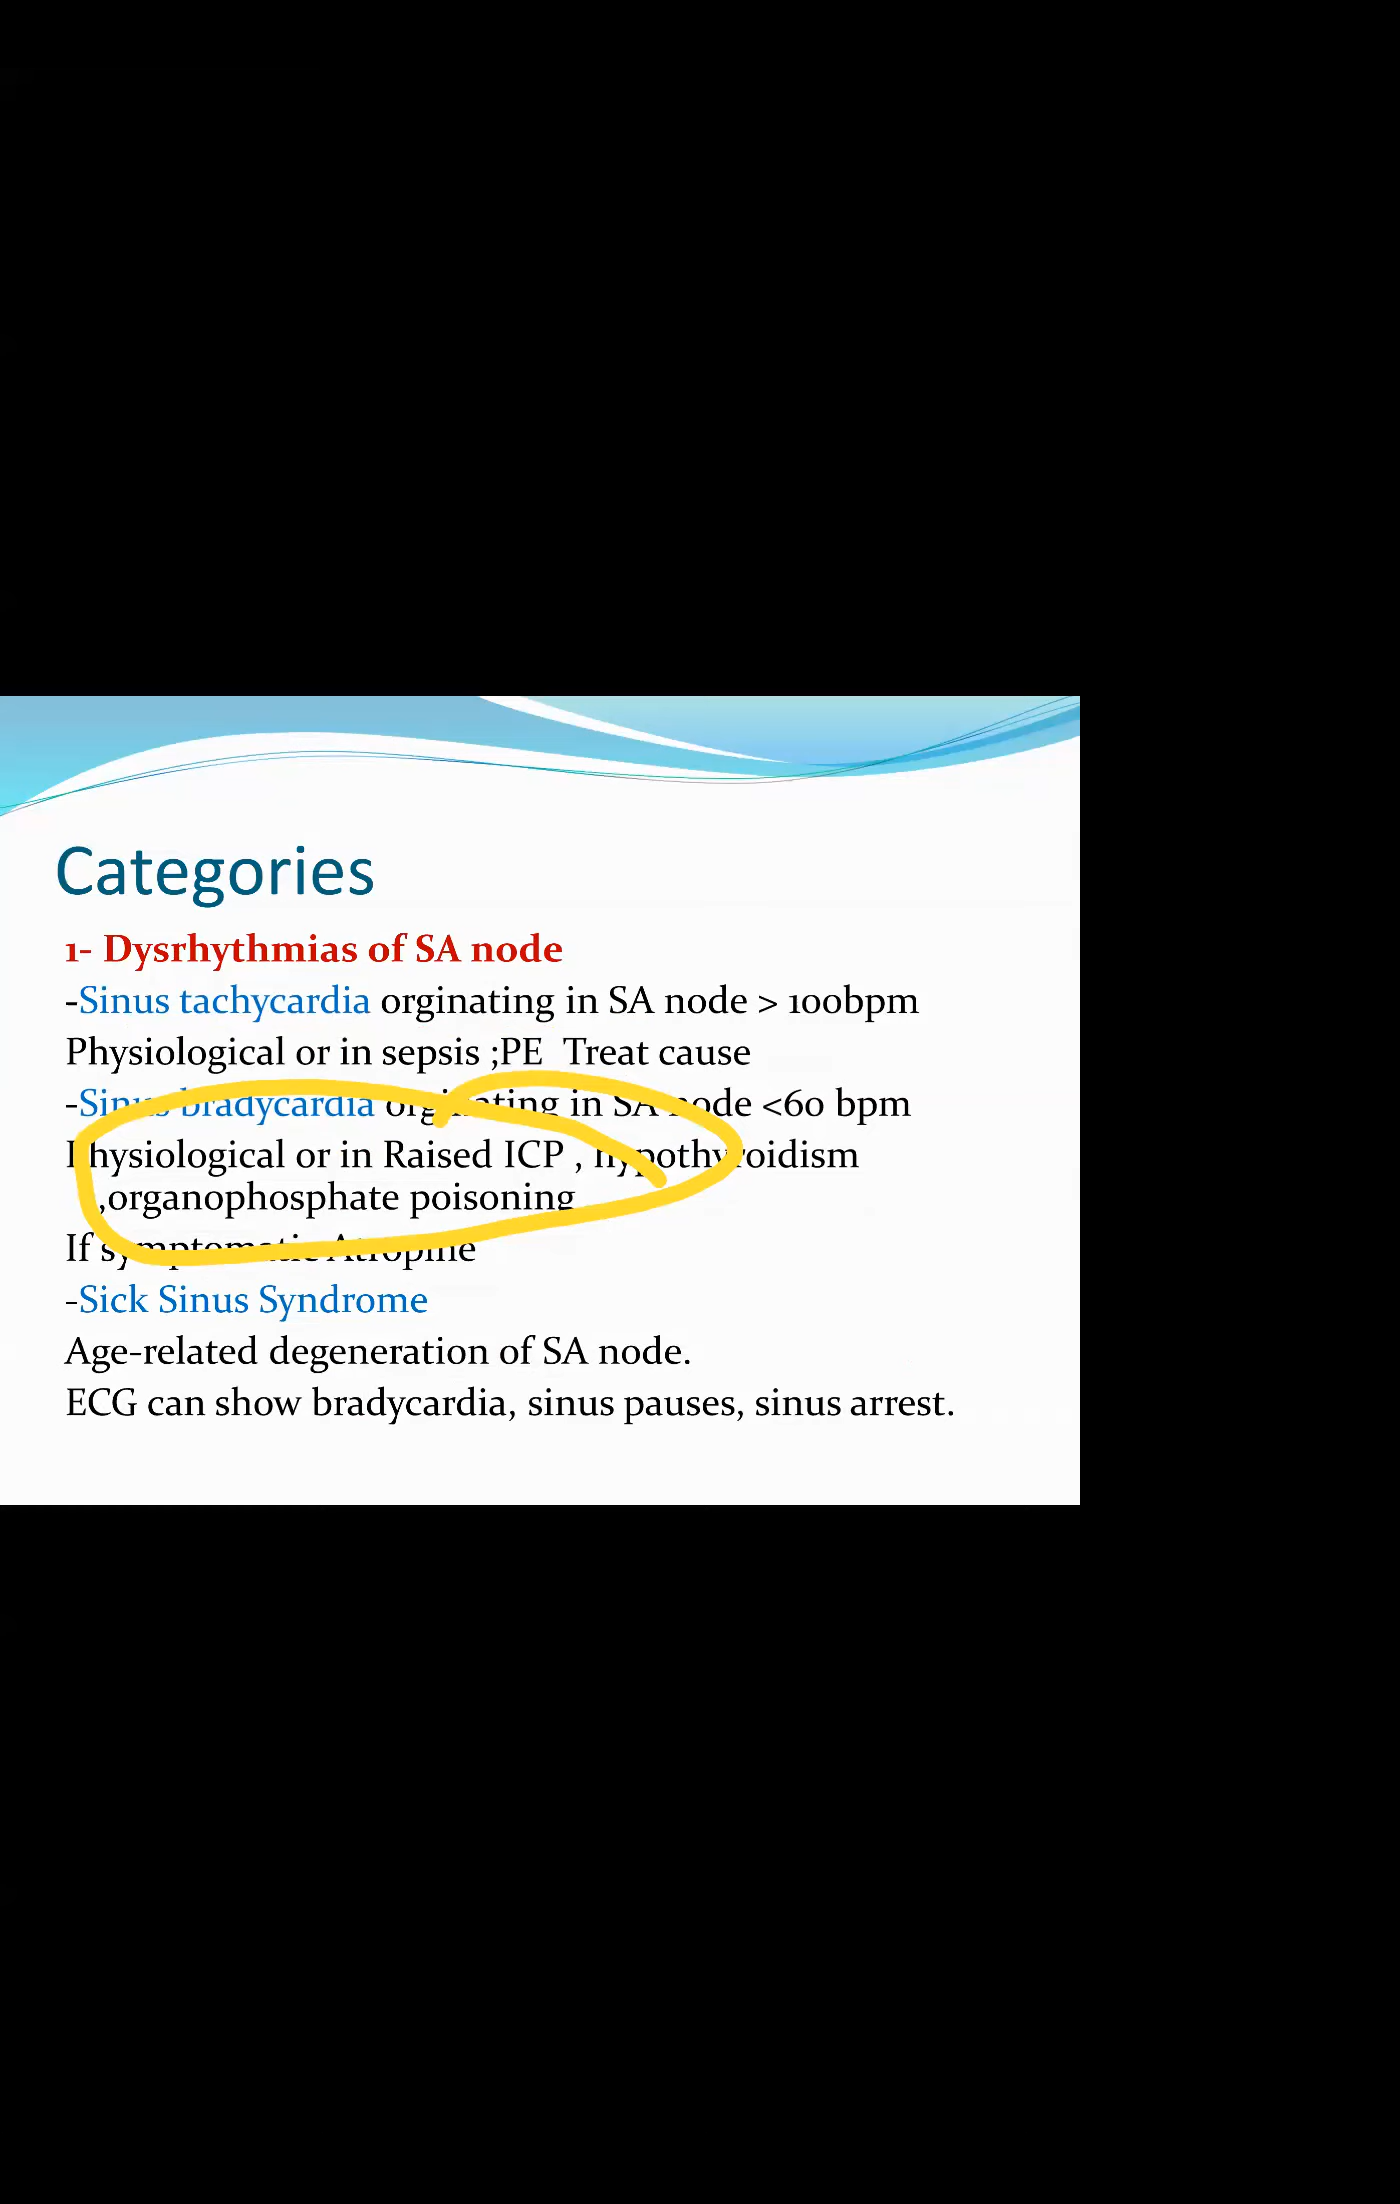 Categories
1- Dysrhythmias of SA node
-Sinus tachycardia orginating in SA node > 100bpm
Physiological or in sepsis ;PE  Treat cause
-Sinus bradycardia orginating in SA node <60 bpm
Physiological or in Raised ICP , hypothyroidism
,organophosphate poisoning
If symptomatic Atropine
-Sick Sinus Syndrome
Age-related degeneration of SA node.
ECG can show bradycardia, sinus pauses, sinus arrest.